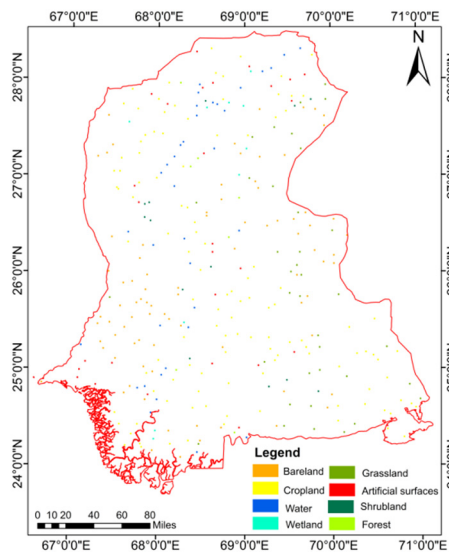 67°0'0"E 68°0'0"E 69°0'0"E 70°0'0"E 71°0'0"E
N
28°0'0"N
27°0'0"N
26°0'0"N
25°0'0"N
24°0'0"N
Legend
Bareland Grassland
Cropland Artificial surfaces
Water Shrubland
Wetland Forest
0 10 20 40 60 80
Miles
67°0'0"E 68°0'0"E 69°0'0"E 70°0'0"E 71°0'0"E